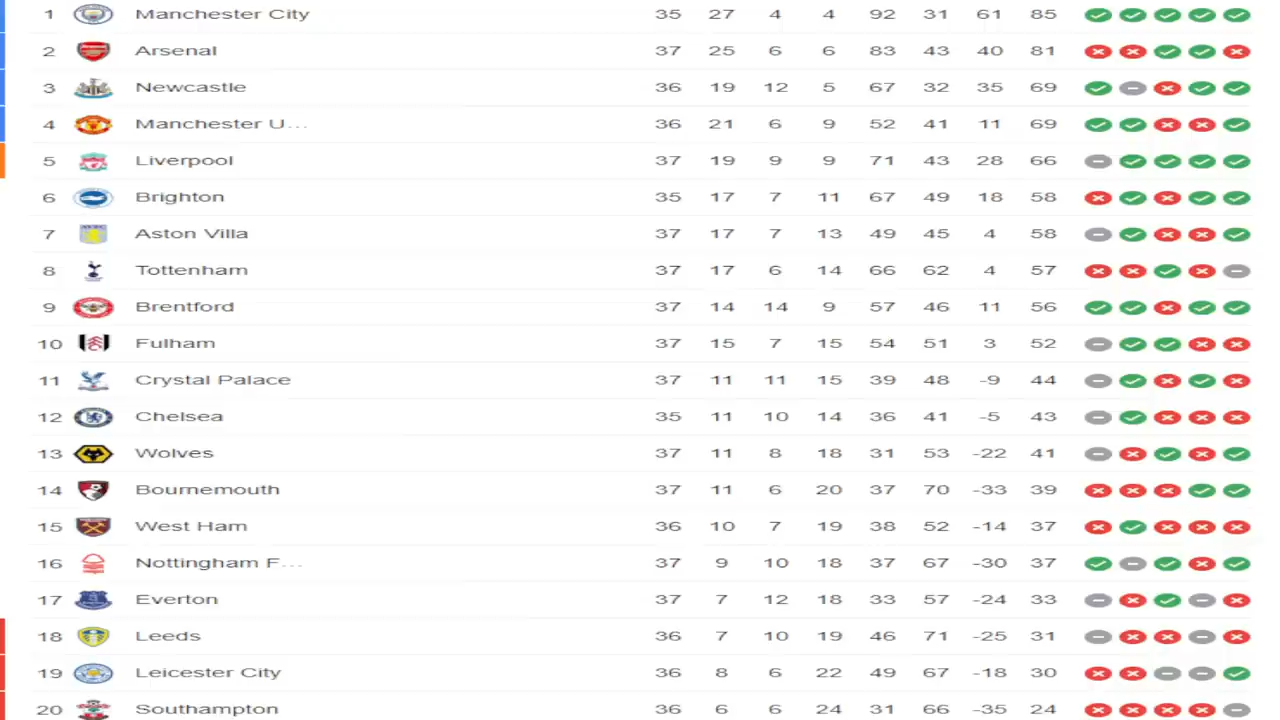 1 Manchester City 35 27 4 4 92 31 61 85
2 Arsenal 37 25 6 6 83 43 40 81
3 Newcastle 36 19 12 5 67 32 35 69
4 Manchester U... 36 21 6 9 52 41 11 69
5 Liverpool 37 19 9 9 71 43 28 66
6 Brighton 35 17 7 11 67 49 18 58
7 Aston Villa 37 17 7 13 49 45 4 58
8 Tottenham 37 17 6 14 66 62 4 57
9 Brentford 37 14 14 9 57 46 11 56
10 Fulham 37 15 7 15 54 51 3 52
11 Crystal Palace 37 11 11 15 39 48 -9 44
12 Chelsea 35 11 10 14 36 41 -5 43
13 Wolves 37 11 8 18 31 53 -22 41
14 Bournemouth 37 11 6 20 37 70 -33 39
15 West Ham 36 10 7 19 38 52 -14 37
16 Nottingham F... 37 9 10 18 37 67 -30 37
17 Everton 37 7 12 18 33 57 -24 33
18 Leeds 36 7 10 19 46 71 -25 31
19 Leicester City 36 8 6 22 49 67 -18 30
20 Southampton 36 6 6 24 31 66 -35 24